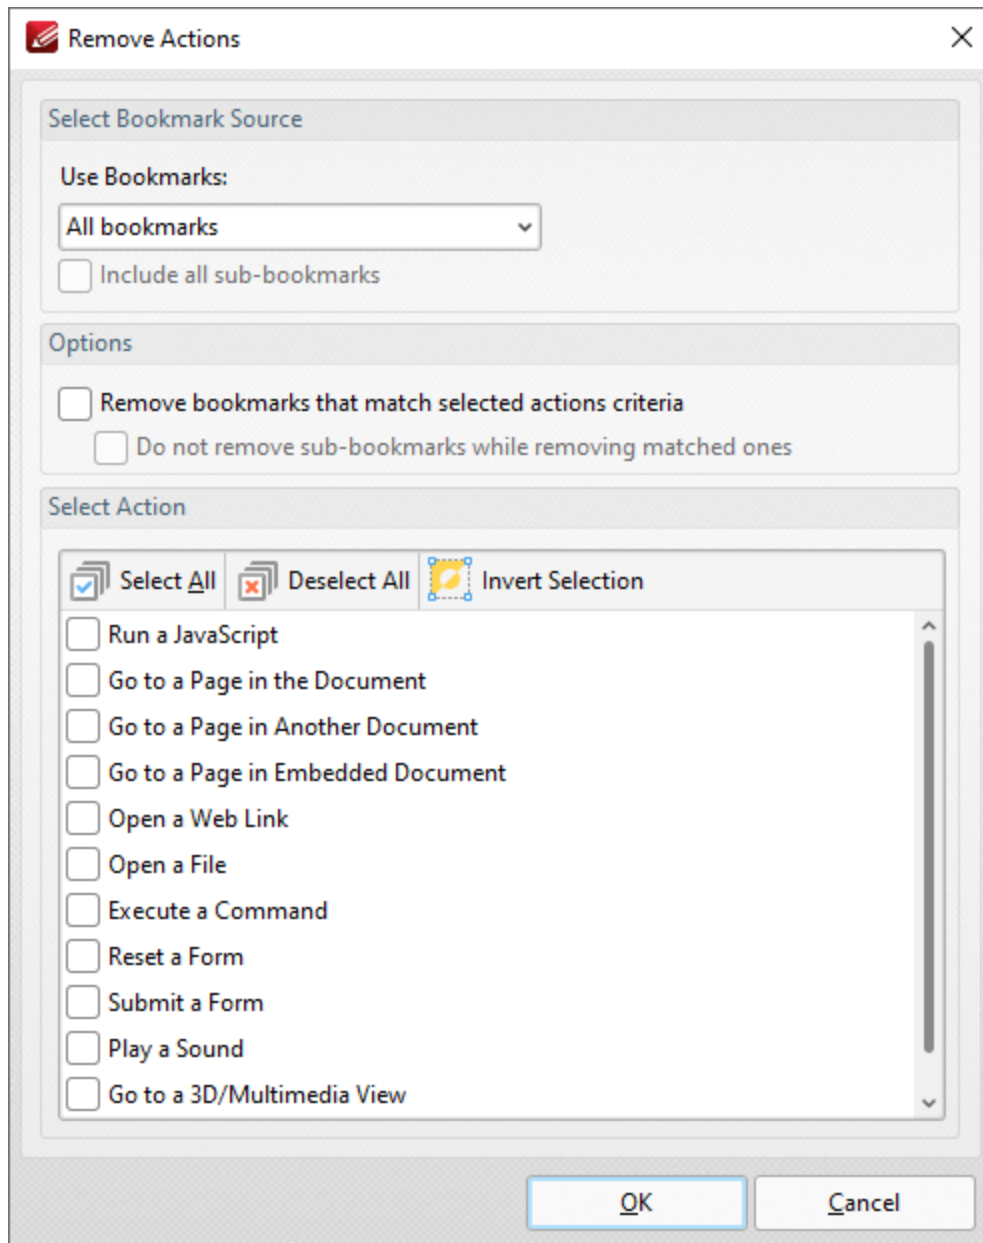 Remove Actions
Select Bookmark Source
Use Bookmarks:
All bookmarks
Include all sub-bookmarks
Options
Remove bookmarks that match selected actions criteria
Do not remove sub-bookmarks while removing matched ones
Select Action
Select All Deselect All Invert Selection
Run a JavaScript
Go to a Page in the Document
Go to a Page in Another Document
Go to a Page in Embedded Document
Open a Web Link
Open a File
Execute a Command
Reset a Form
Submit a Form
Play a Sound
Go to a 3D/Multimedia View
OK Cancel